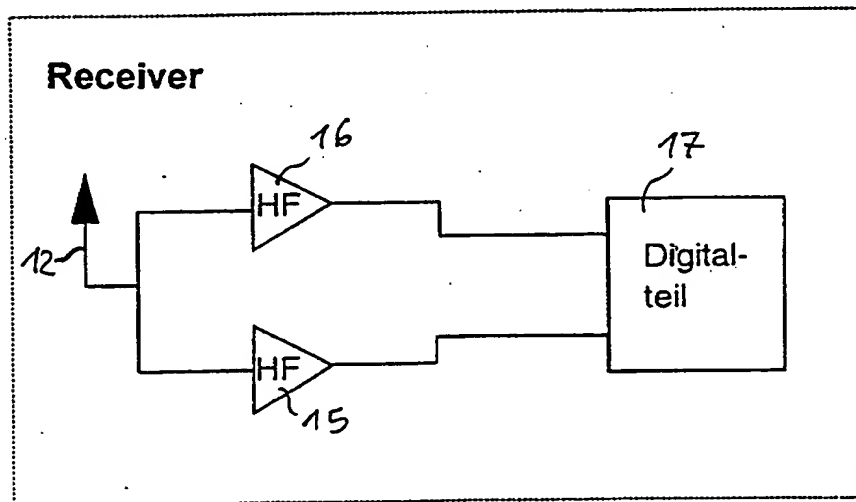 Receiver
16
HF
17
12
Digital-
teil
HF
15